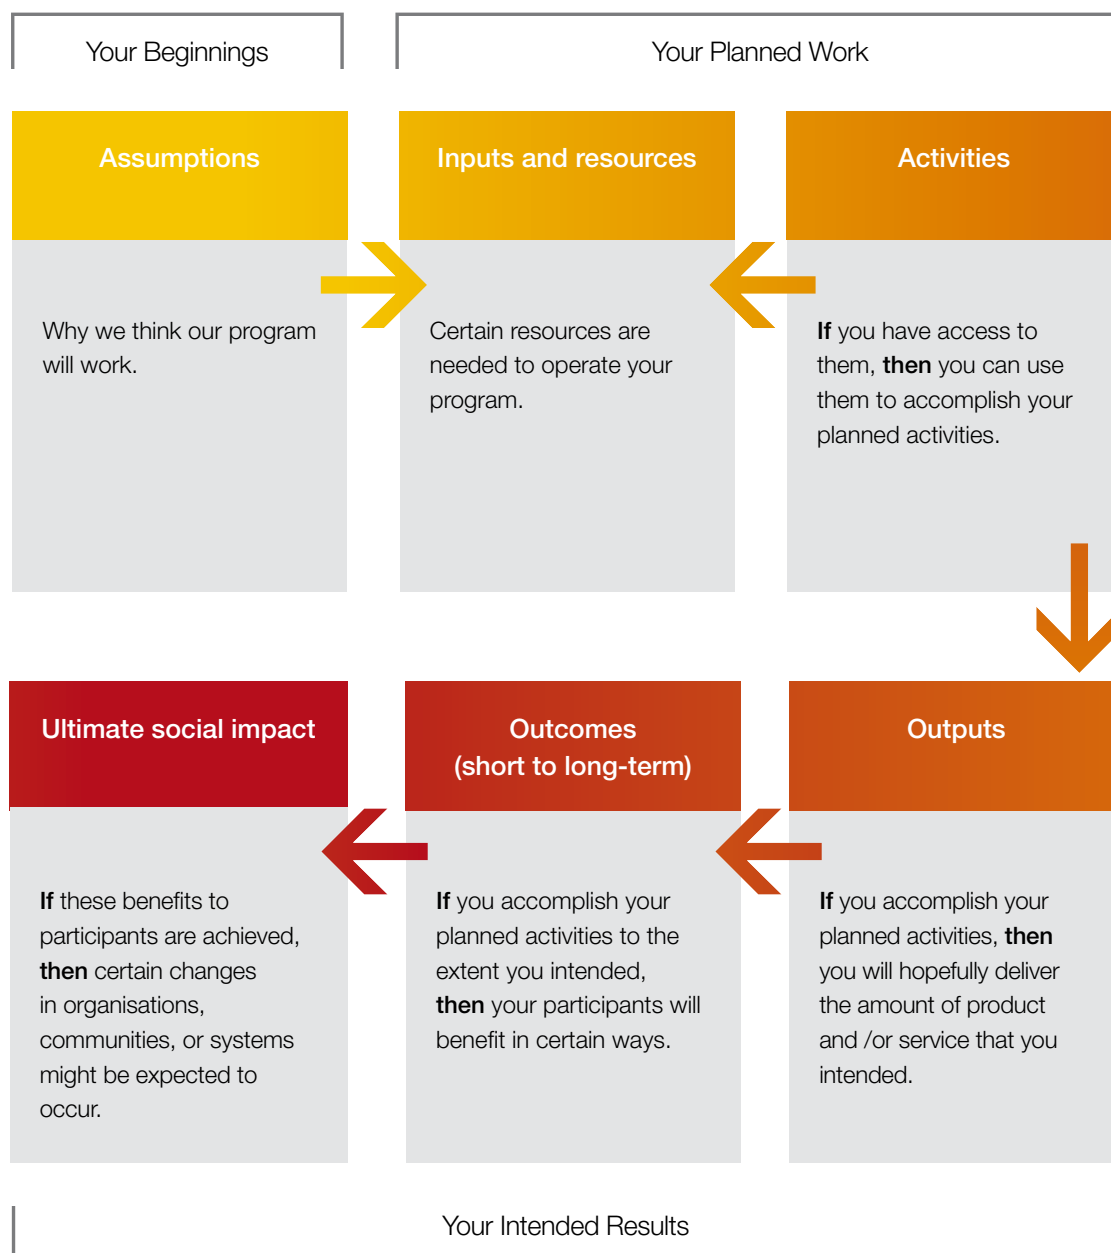 Your Beginnings
Your Planned Work
Assumptions
Why we think our program
will work.
Inputs and resources
Certain resources are
needed to operate your
program.
Activities
If you have access to
them, then you can use
them to accomplish your
planned activities.
Outputs
If you accomplish your
planned activities, then
you will hopefully deliver
the amount of product
and /or service that you
intended.
Outcomes
(short to long-term)
If you accomplish your
planned activities to the
extent you intended,
then your participants will
benefit in certain ways.
Ultimate social impact
If these benefits to
participants are achieved,
then certain changes
in organisations,
communities, or systems
might be expected to
occur.
Your Intended Results